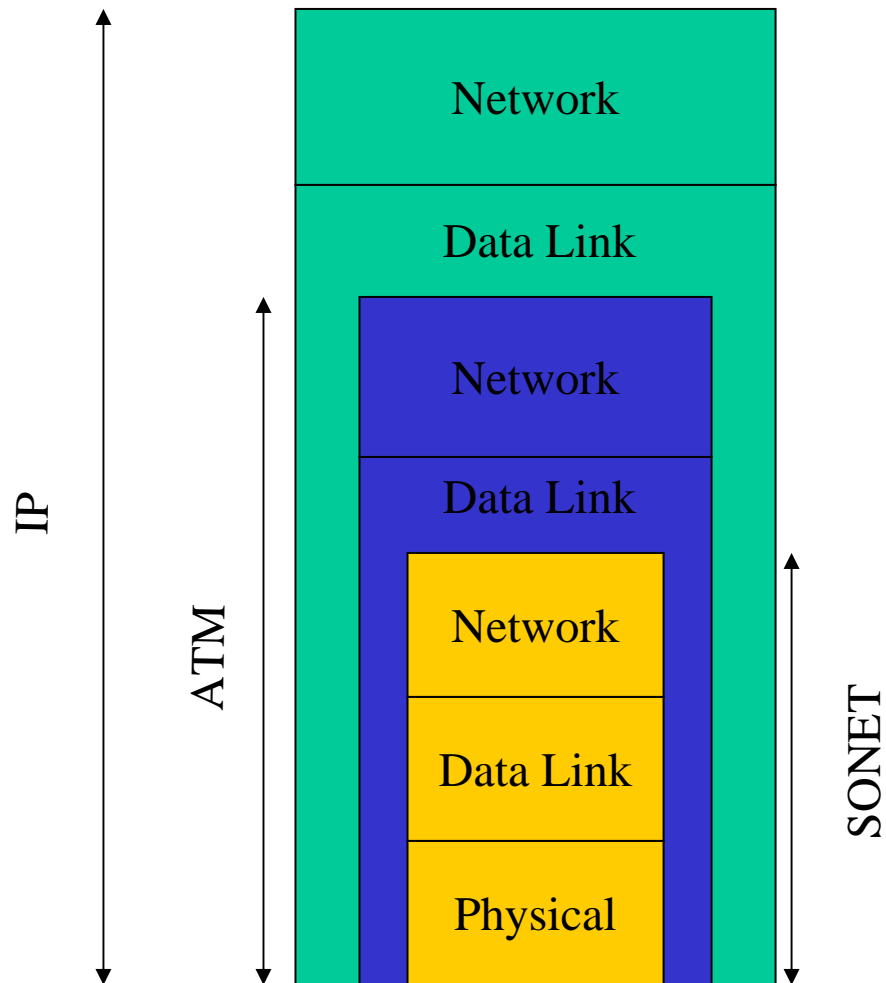 Network
Data Link
Network
Data Link
Network
Data Link
Physical
IP
ATM
SONET